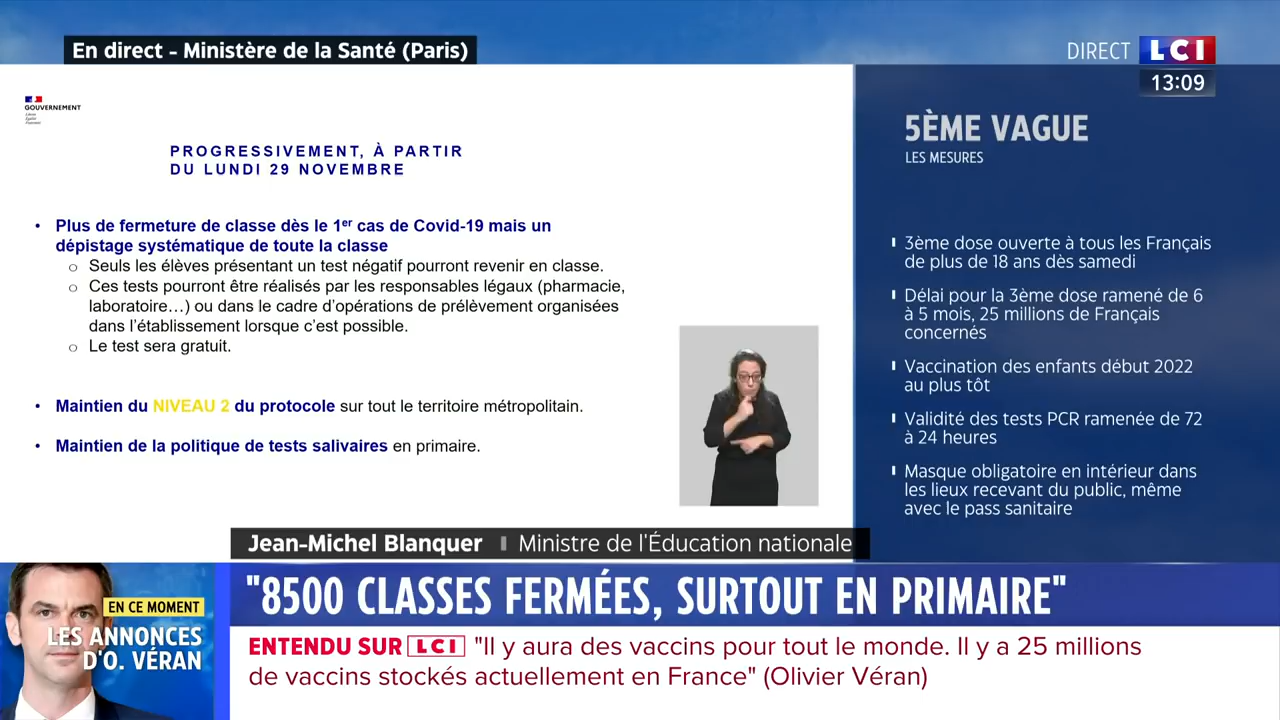 En direct - Ministère de la Santé (Paris)
DIRECT LCI
13:09
GOUVERNEMENT
Liberté
Égalité
Fraternité
PROGRESSIVEMENT, À PARTIR
DU LUNDI 29 NOVEMBRE
• Plus de fermeture de classe dès le 1er cas de Covid-19 mais un
dépistage systématique de toute la classe
o Seuls les élèves présentant un test négatif pourront revenir en classe.
o Ces tests pourront être réalisés par les responsables légaux (pharmacie,
laboratoire…) ou dans le cadre d’opérations de prélèvement organisées
dans l’établissement lorsque c’est possible.
o Le test sera gratuit.
• Maintien du NIVEAU 2 du protocole sur tout le territoire métropolitain.
• Maintien de la politique de tests salivaires en primaire.
5ÈME VAGUE
LES MESURES
3ème dose ouverte à tous les Français
de plus de 18 ans dès samedi
Délai pour la 3ème dose ramené de 6
à 5 mois, 25 millions de Français
concernés
Vaccination des enfants début 2022
au plus tôt
Validité des tests PCR ramenée de 72
à 24 heures
Masque obligatoire en intérieur dans
les lieux recevant du public, même
avec le pass sanitaire
Jean-Michel Blanquer Ministre de l'Éducation nationale
"8500 CLASSES FERMÉES, SURTOUT EN PRIMAIRE"
EN CE MOMENT
LES ANNONCES
D'O. VÉRAN
ENTENDU SUR LCI "Il y aura des vaccins pour tout le monde. Il y a 25 millions
de vaccins stockés actuellement en France" (Olivier Véran)